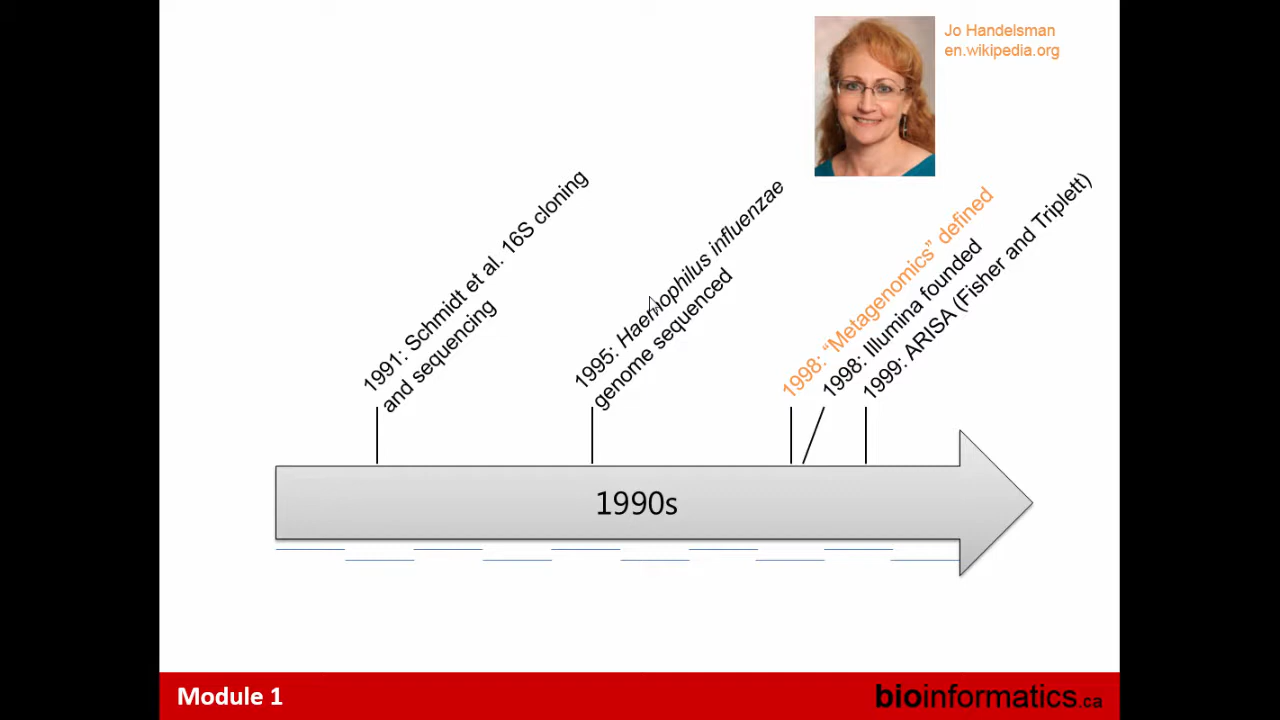 Jo Handelsman
en.wikipedia.org
1991: Schmidt et al. 16S cloning
and sequencing
1995: Haemophilus influenzae
genome sequenced
1998: “Metagenomics” defined
1998: Illumina founded
1999: ARISA (Fisher and Triplett)
1990s
Module 1
bioinformatics.ca